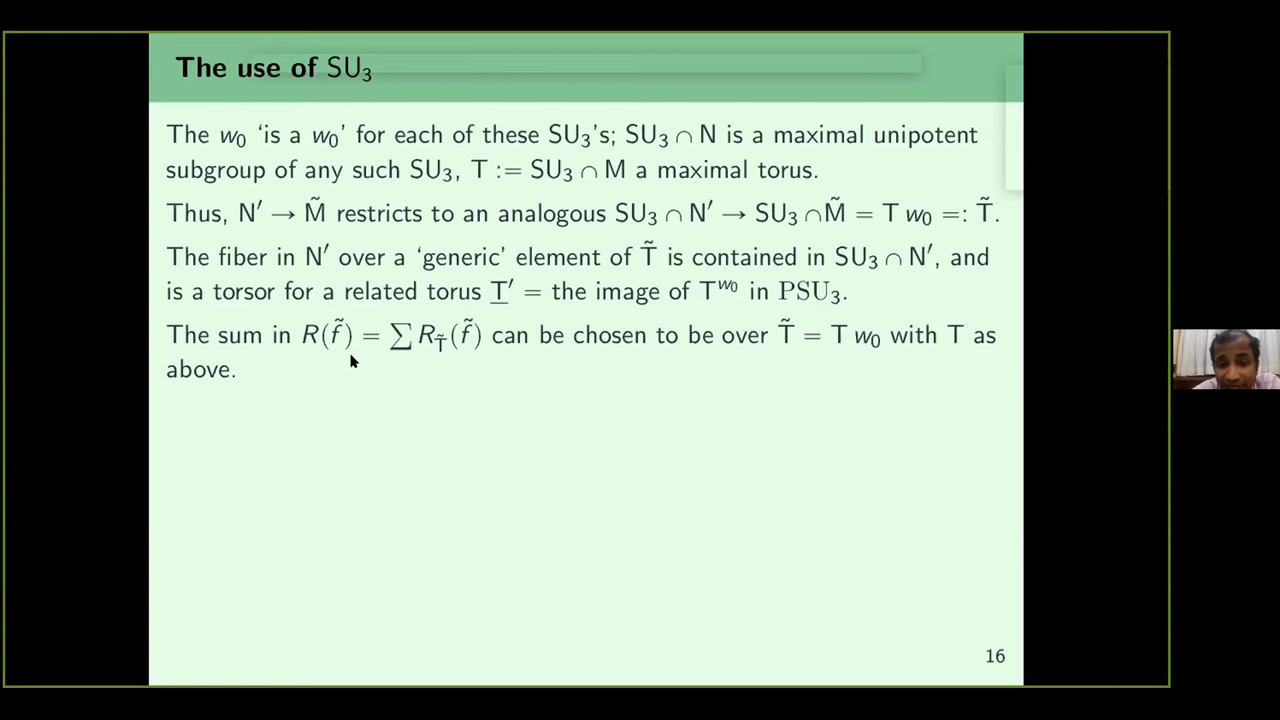 The use of SU₃
The w₀ ‘is a w₀’ for each of these SU₃'s; SU₃ ∩ N is a maximal unipotent
subgroup of any such SU₃, T := SU₃ ∩ M a maximal torus.
Thus, N′ → M̃ restricts to an analogous SU₃ ∩ N′ → SU₃ ∩M̃ = T w₀ =: T̃.
The fiber in N′ over a ‘generic’ element of T̃ is contained in SU₃ ∩ N′, and
is a torsor for a related torus T̲′ = the image of Tʷ⁰ in PSU₃.
The sum in R(f̃) = ∑ R_T̃(f̃) can be chosen to be over T̃ = T w₀ with T as
above.
16